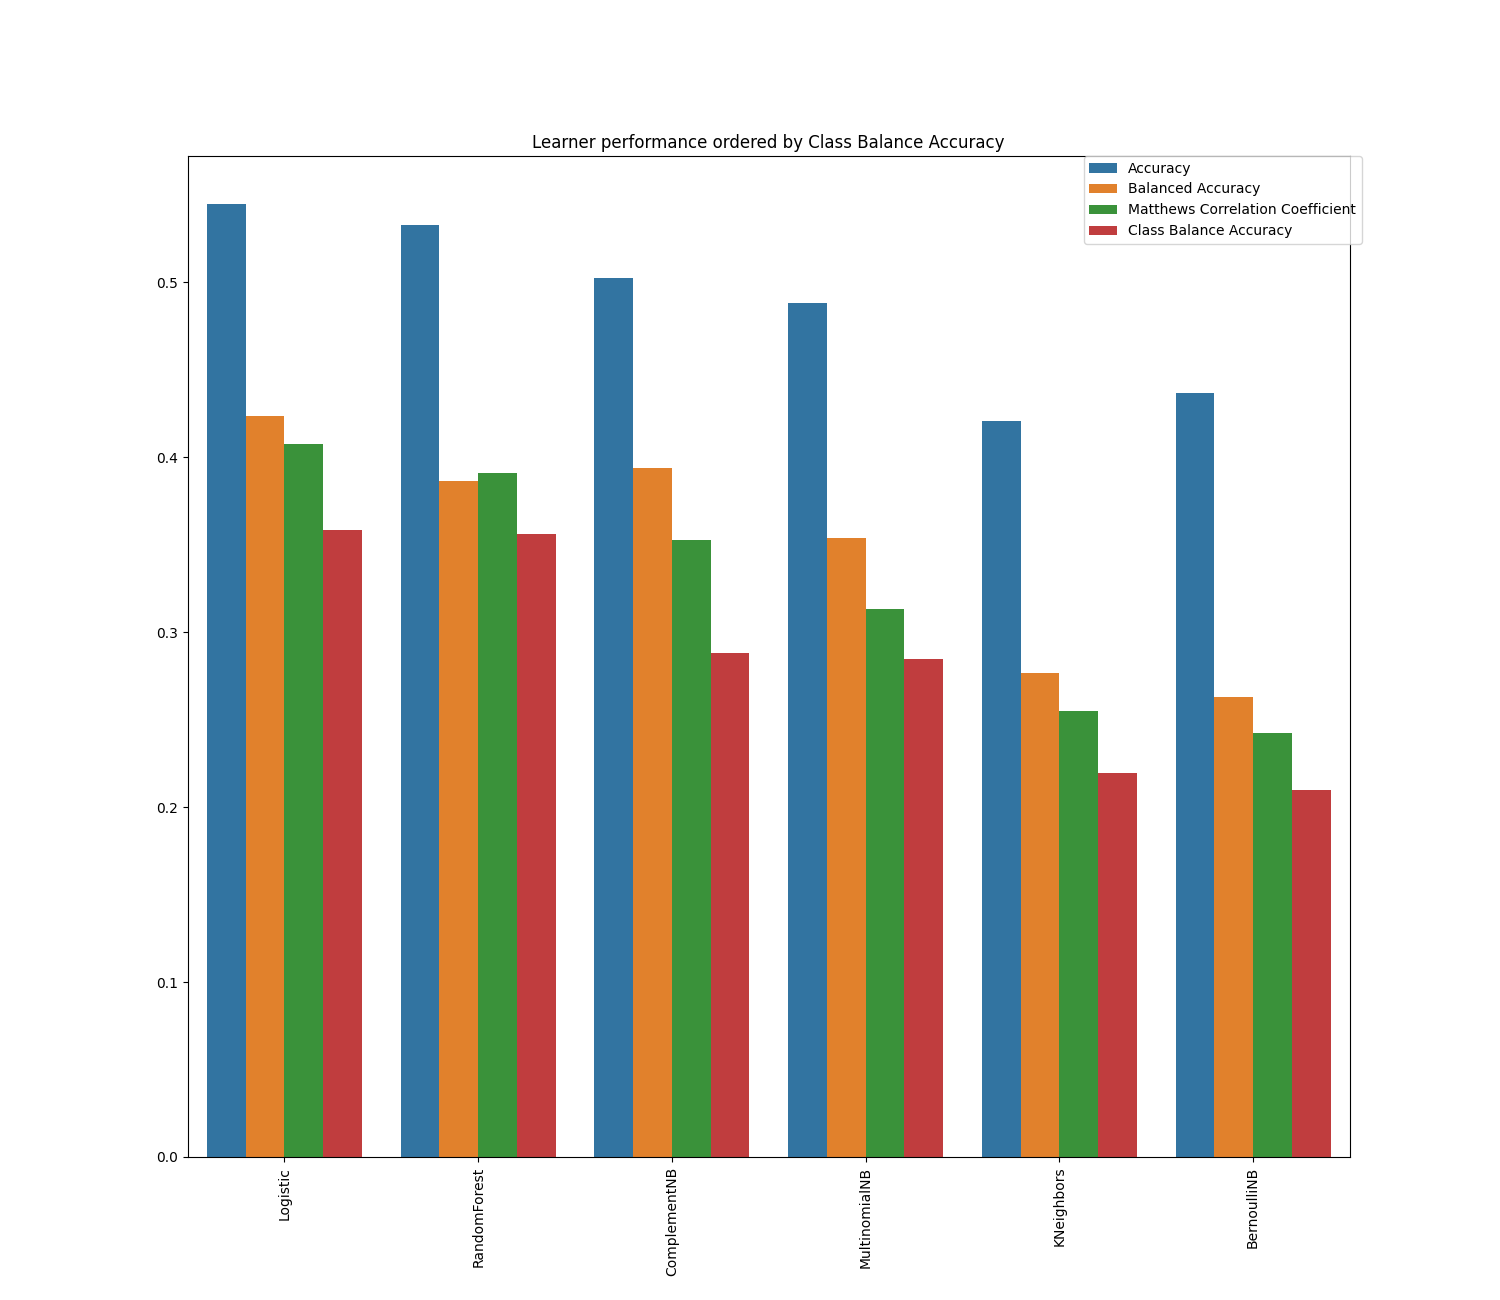 Learner performance ordered by Class Balance Accuracy
Accuracy
Balanced Accuracy
Matthews Correlation Coefficient
Class Balance Accuracy
0.5
0.4
0.3
0.2
0.1
0.0
Logistic
RandomForest
ComplementNB
MultinomialNB
KNeighbors
BernoulliNB